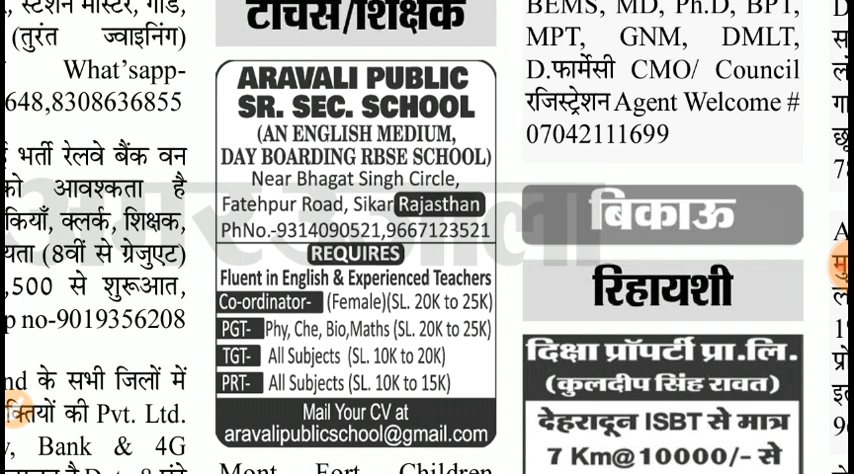 , स्टेशन मास्टर, गार्ड,
(तुरंत ज्वाइनिंग)
What'sapp-
648,8308636855
भर्ती रेलवे बैंक वन
को आवश्कता है
कियाँ, क्लर्क, शिक्षक,
यता (8वीं से ग्रेजुएट)
,500 से शुरूआत,
p no-9019356208
nd के सभी जिलों में
क्तियों की Pvt. Ltd.
, Bank & 4G
टीचर्स/शिक्षक
ARAVALI PUBLIC
SR. SEC. SCHOOL
(AN ENGLISH MEDIUM,
DAY BOARDING RBSE SCHOOL)
Near Bhagat Singh Circle,
Fatehpur Road, Sikar Rajasthan
PhNo.-9314090521,9667123521
REQUIRES
Fluent in English & Experienced Teachers
Co-ordinator- (Female)(SL. 20K to 25K)
PGT- Phy, Che, Bio,Maths (SL. 20K to 25K)
TGT- All Subjects (SL. 10K to 20K)
PRT- All Subjects (SL. 10K to 15K)
Mail Your CV at
aravalipublicschool@gmail.com
Mont Fort Children
BEMS, MD, Ph.D, BPT,
MPT, GNM, DMLT,
D.फार्मेसी CMO/ Council
रजिस्ट्रेशन Agent Welcome #
07042111699
बिकाऊ
रिहायशी
दिक्षा प्रॉपर्टी प्रा.लि.
(कुलदीप सिंह रावत)
देहरादून ISBT से मात्र
7 Km@10000/- से
अमर उजाला